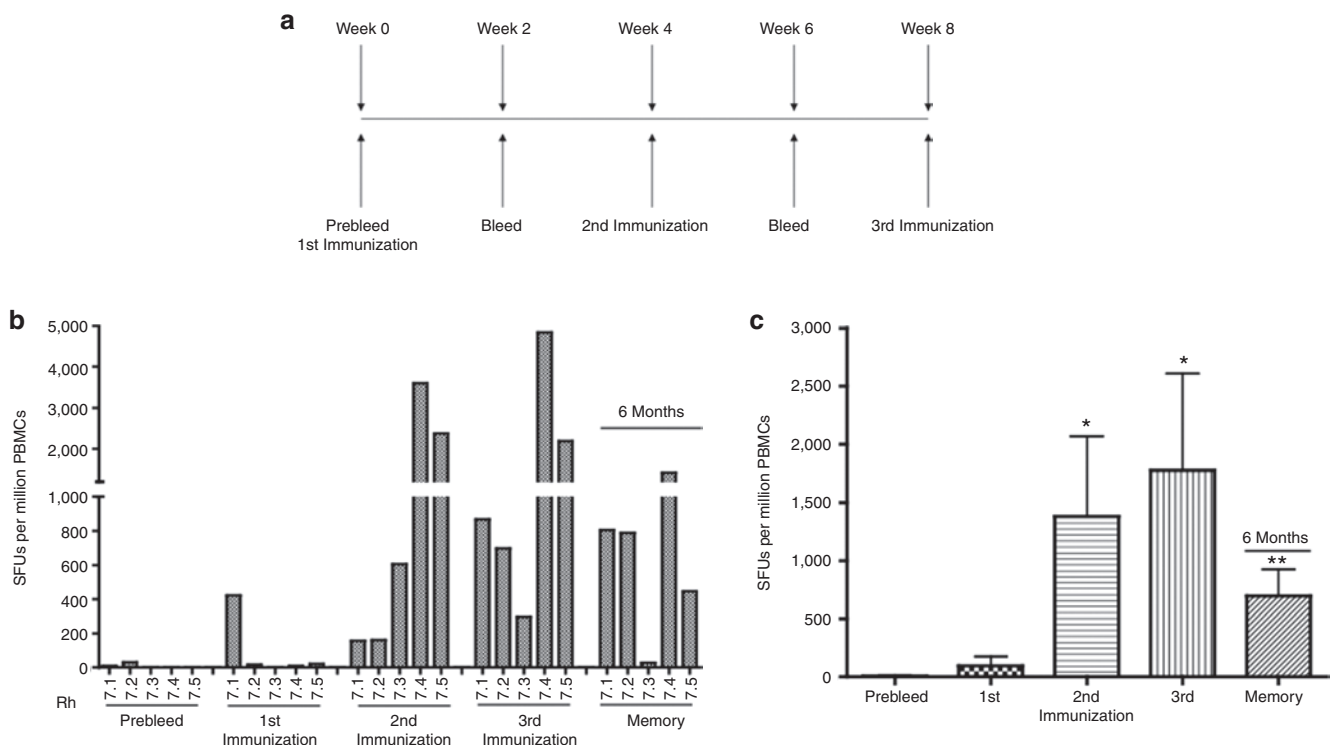 a
Week 0 Week 2 Week 4 Week 6 Week 8
Prebleed Bleed 2nd Immunization Bleed 3rd Immunization
1st Immunization
b
SFUs per million PBMCs
5,000
4,000
3,000
2,000
1,000
800
600
400
200
0
6 Months
Rh
7.1 7.2 7.3 7.4 7.5 7.1 7.2 7.3 7.4 7.5 7.1 7.2 7.3 7.4 7.5 7.1 7.2 7.3 7.4 7.5 7.1 7.2 7.3 7.4 7.5
Prebleed 1st 2nd 3rd Memory
Immunization Immunization Immunization
c
SFUs per million PBMCs
3,000
2,500
2,000
1,500
1,000
500
0
* *
6 Months
**
Prebleed 1st 2nd 3rd Memory
Immunization